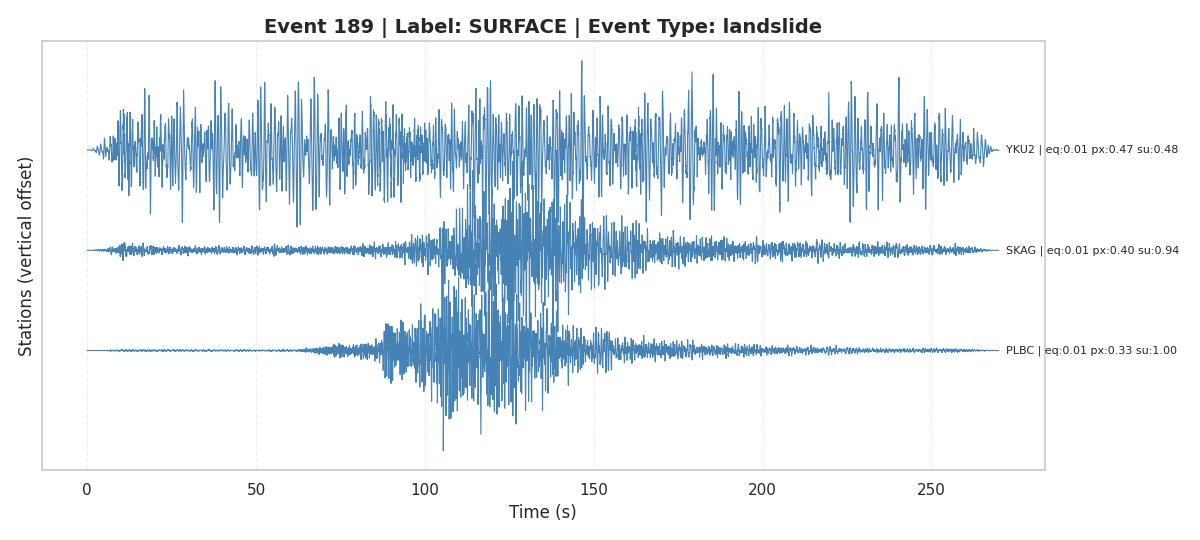 Event 189 | Label: SURFACE | Event Type: landslide
Stations (vertical offset)
YKU2 | eq:0.01 px:0.47 su:0.48
SKAG | eq:0.01 px:0.40 su:0.94
PLBC | eq:0.01 px:0.33 su:1.00
0 50 100 150 200 250
Time (s)